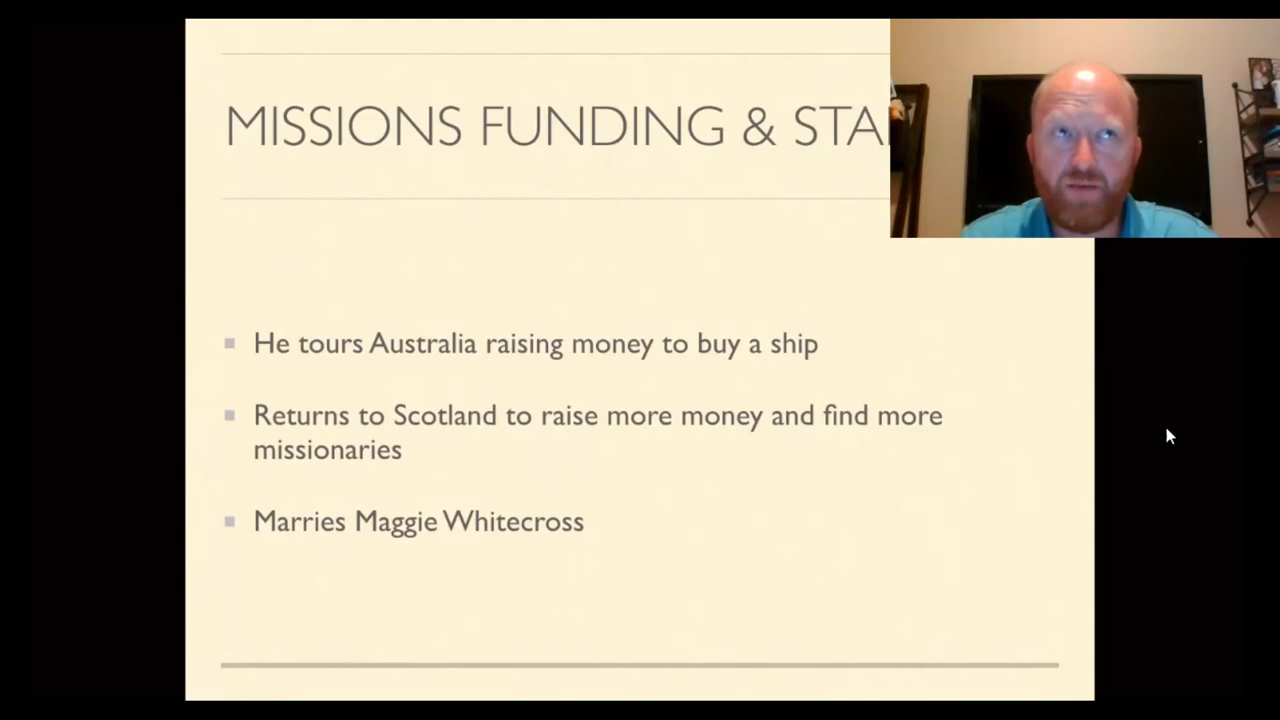 MISSIONS FUNDING & STA
He tours Australia raising money to buy a ship
Returns to Scotland to raise more money and find more
missionaries
Marries Maggie Whitecross